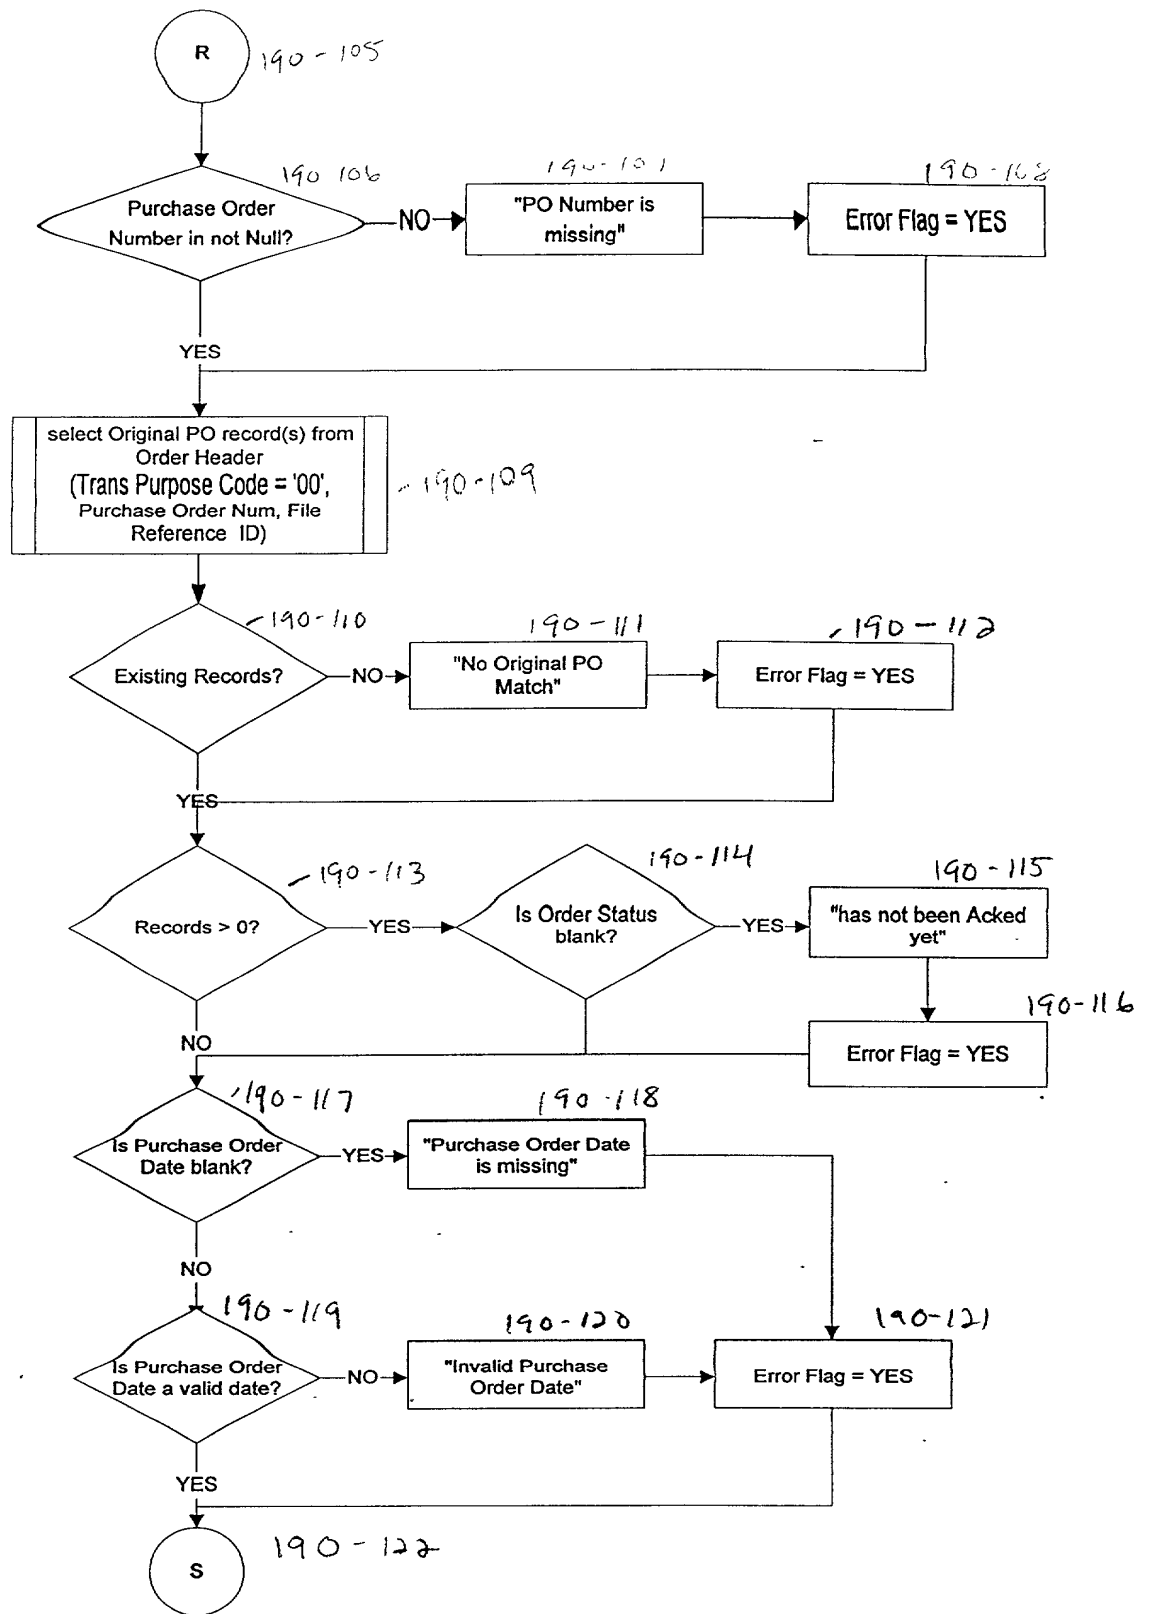 R
190-105
190 106
Purchase Order
Number in not Null?
NO
190-107
"PO Number is
missing"
190-108
Error Flag = YES
YES
select Original PO record(s) from
Order Header
(Trans Purpose Code = '00',
Purchase Order Num, File
Reference ID)
190-109
190-110
Existing Records?
NO
190-111
"No Original PO
Match"
190-112
Error Flag = YES
YES
190-113
Records > 0?
YES
190-114
Is Order Status
blank?
YES
190-115
"has not been Acked
yet"
190-116
Error Flag = YES
NO
190-117
Is Purchase Order
Date blank?
YES
190-118
"Purchase Order Date
is missing"
NO
190-119
Is Purchase Order
Date a valid date?
NO
190-120
"Invalid Purchase
Order Date"
190-121
Error Flag = YES
YES
S
190-122